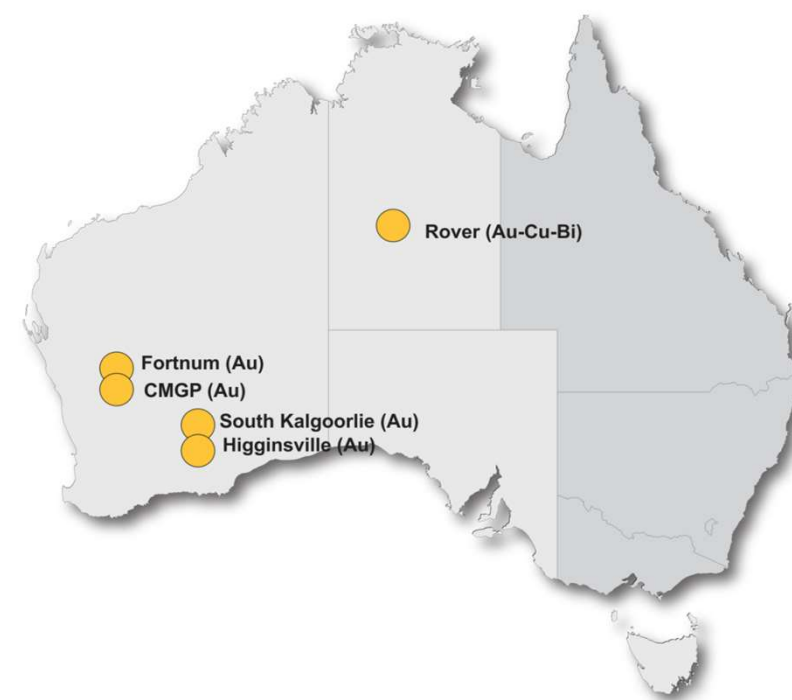 Rover (Au-Cu-Bi)
Fortnum (Au)
CMGP (Au)
South Kalgoorlie (Au)
Higginsville (Au)